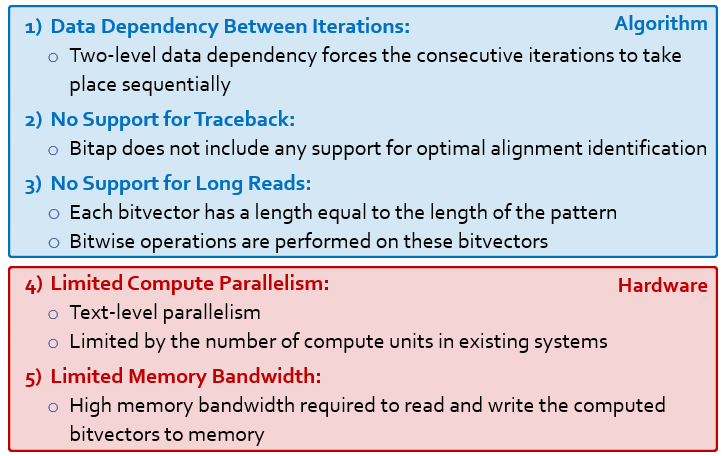 1) Data Dependency Between Iterations:
Algorithm
○ Two-level data dependency forces the consecutive iterations to take
place sequentially
2) No Support for Traceback:
○ Bitap does not include any support for optimal alignment identification
3) No Support for Long Reads:
○ Each bitvector has a length equal to the length of the pattern
○ Bitwise operations are performed on these bitvectors
4) Limited Compute Parallelism:
Hardware
○ Text-level parallelism
○ Limited by the number of compute units in existing systems
5) Limited Memory Bandwidth:
○ High memory bandwidth required to read and write the computed
bitvectors to memory